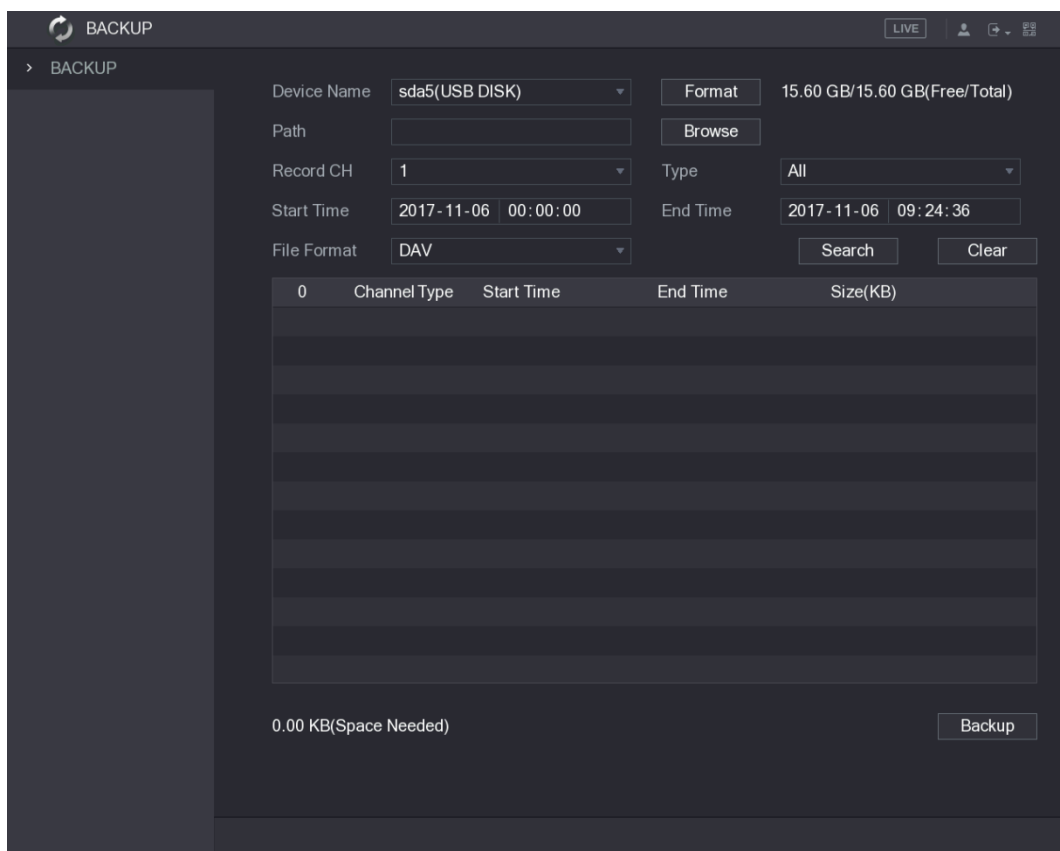 BACKUP
LIVE
> BACKUP
Device Name sda5(USB DISK) Format 15.60 GB/15.60 GB(Free/Total)
Path Browse
Record CH 1 Type All
Start Time 2017-11-06 00:00:00 End Time 2017-11-06 09:24:36
File Format DAV Search Clear
0 Channel Type Start Time End Time Size(KB)
0.00 KB(Space Needed) Backup